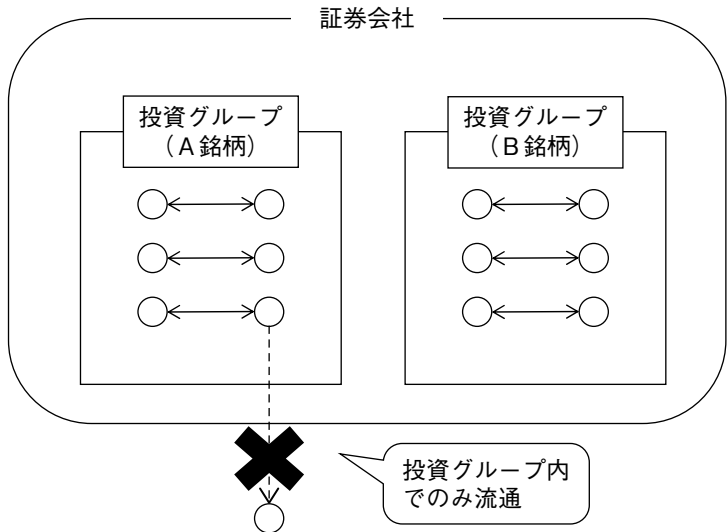 証券会社
投資グループ
（A銘柄）
投資グループ
（B銘柄）
投資グループ内
でのみ流通